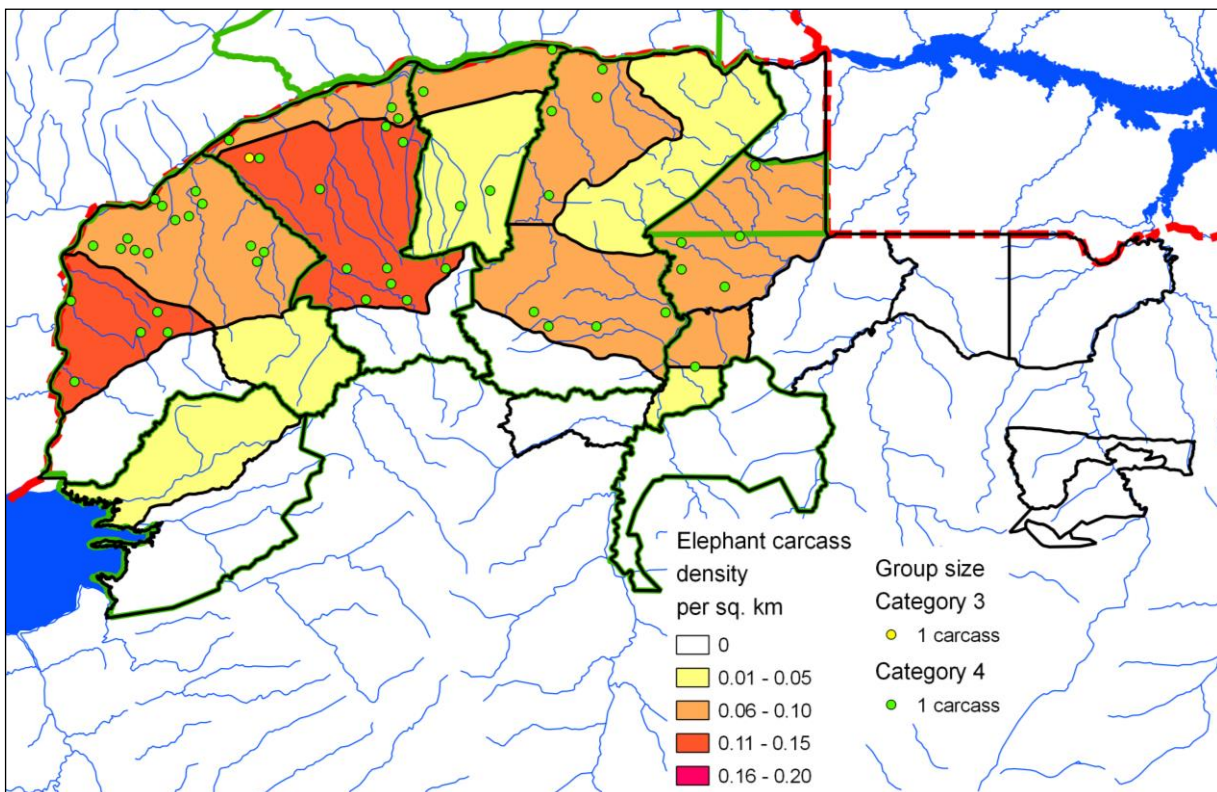 Elephant carcass
density
per sq. km
0
0.01 - 0.05
0.06 - 0.10
0.11 - 0.15
0.16 - 0.20
Group size
Category 3
1 carcass
Category 4
1 carcass